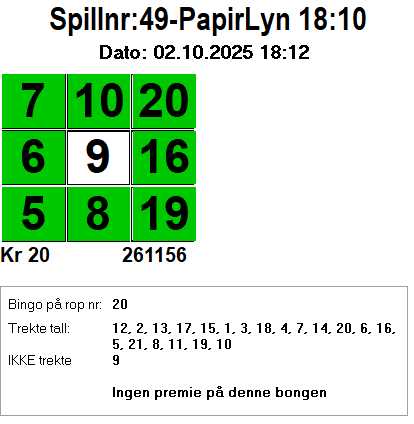 Spillnr:49-PapirLyn 18:10
Dato: 02.10.2025 18:12
7 10 20
6 9 16
5 8 19
Kr 20 261156
Bingo på rop nr: 20
Trekte tall: 12, 2, 13, 17, 15, 1, 3, 18, 4, 7, 14, 20, 6, 16,
5, 21, 8, 11, 19, 10
IKKE trekte 9
Ingen premie på denne bongen